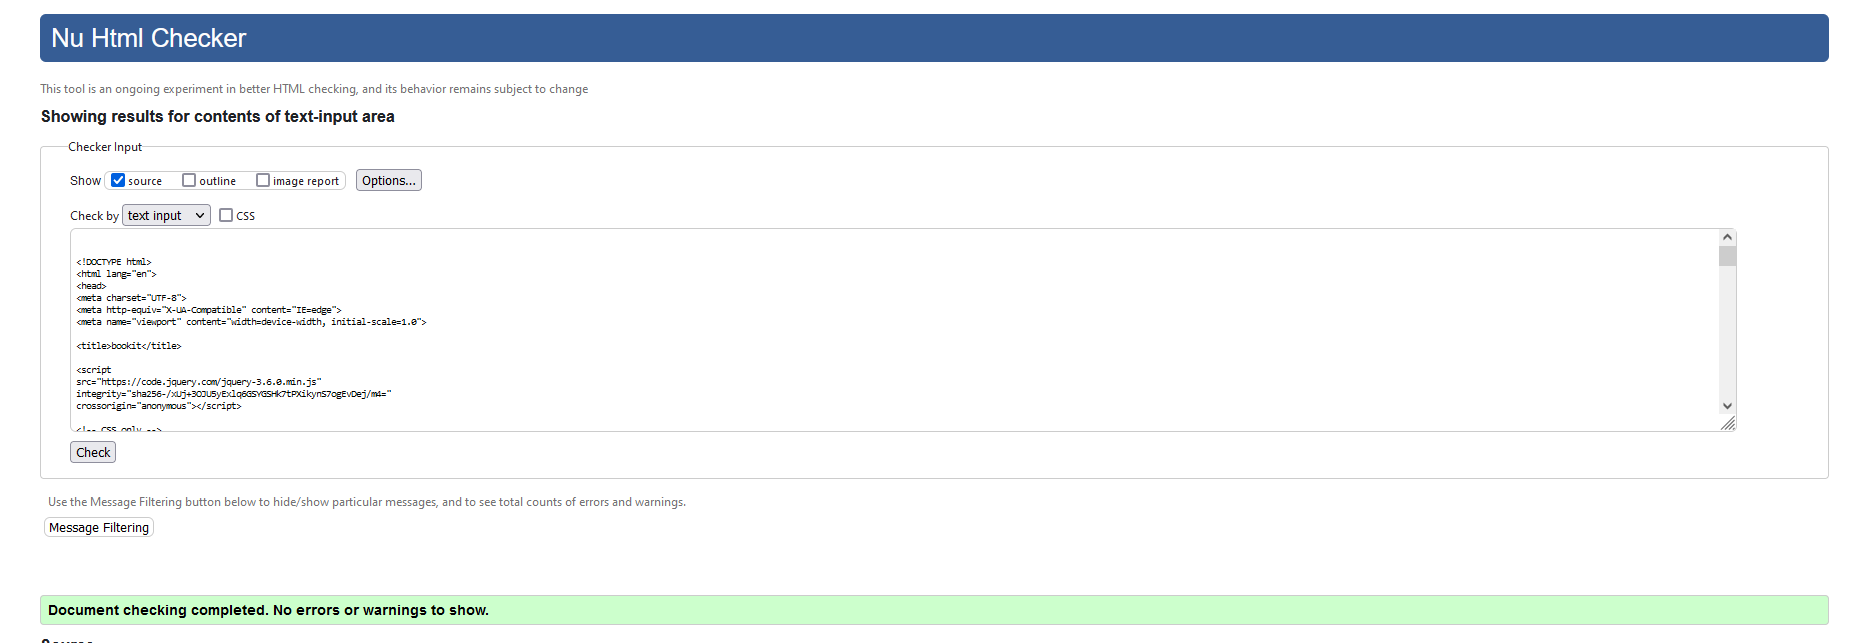 Nu Html Checker
This tool is an ongoing experiment in better HTML checking, and its behavior remains subject to change
Showing results for contents of text-input area
Checker Input
Show source outline image report Options...
Check by text input CSS
<!DOCTYPE html>
<html lang="en">
<head>
<meta charset="UTF-8">
<meta http-equiv="X-UA-Compatible" content="IE=edge">
<meta name="viewport" content="width=device-width, initial-scale=1.0">
<title>bookit</title>
<script
src="https://code.jquery.com/jquery-3.6.0.min.js"
integrity="sha256-/xUj+3OJU5yExlq6GSYGSHk7tPXikynS7ogEvDej/m4="
crossorigin="anonymous"></script>
<!-- CSS only -->
Check
Use the Message Filtering button below to hide/show particular messages, and to see total counts of errors and warnings.
Message Filtering
Document checking completed. No errors or warnings to show.
Source